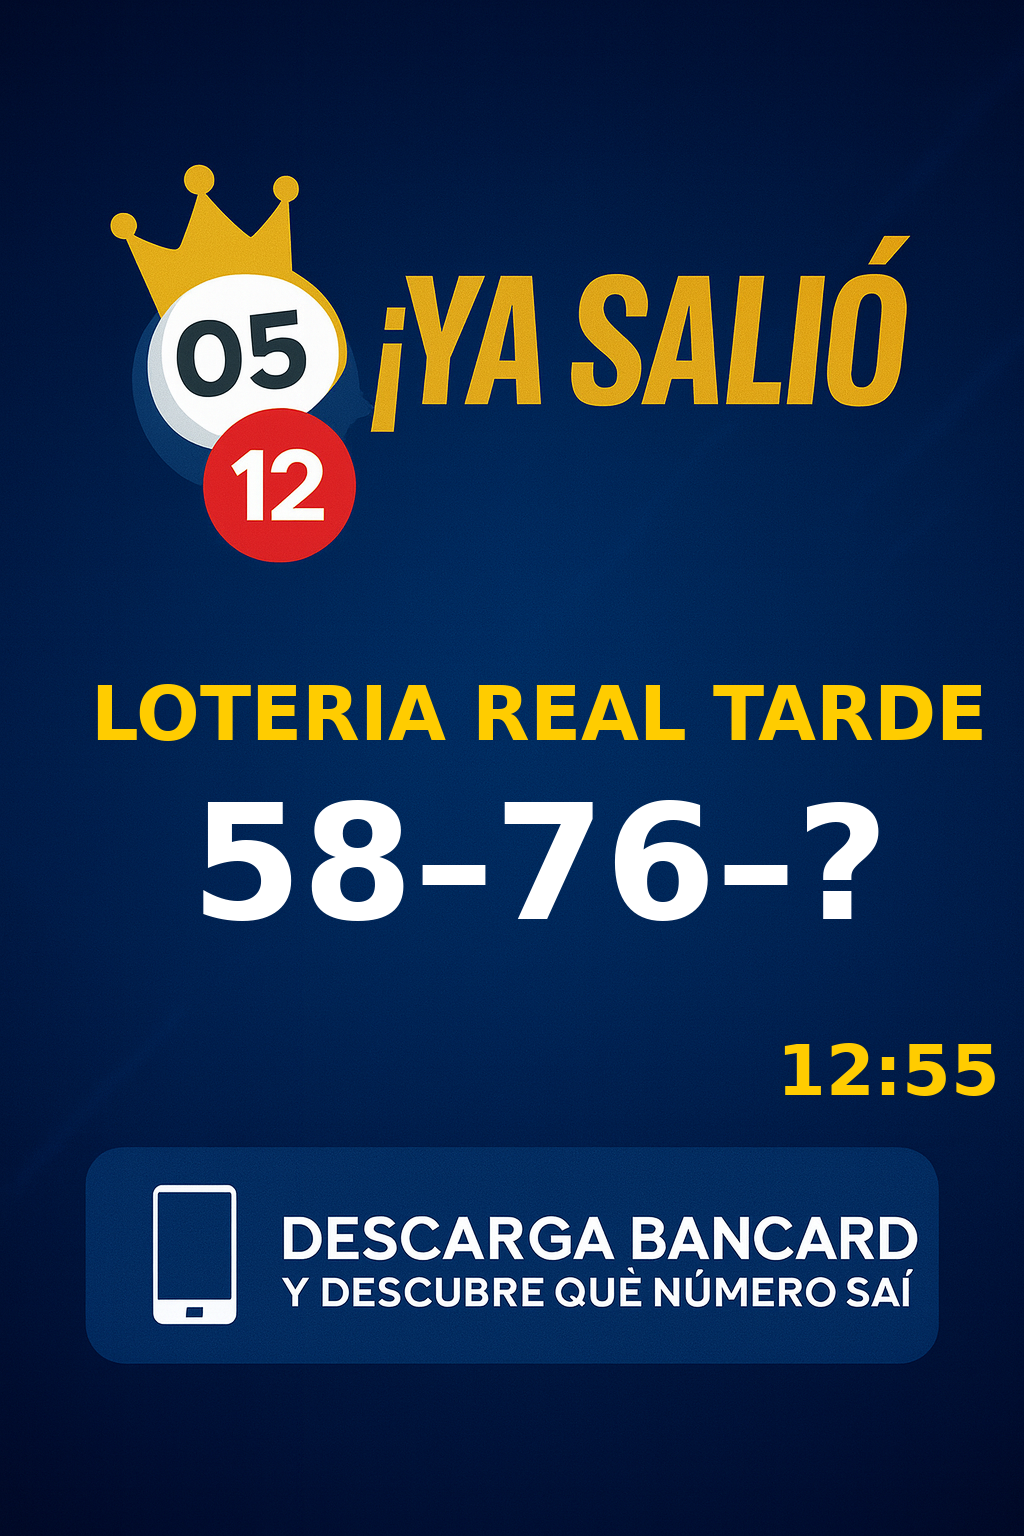 05
12
¡YA SALIÓ
LOTERIA REAL TARDE
58–76–?
12:55
DESCARGA BANCARD
Y DESCUBRE QUÈ NÚMERO SAÍ